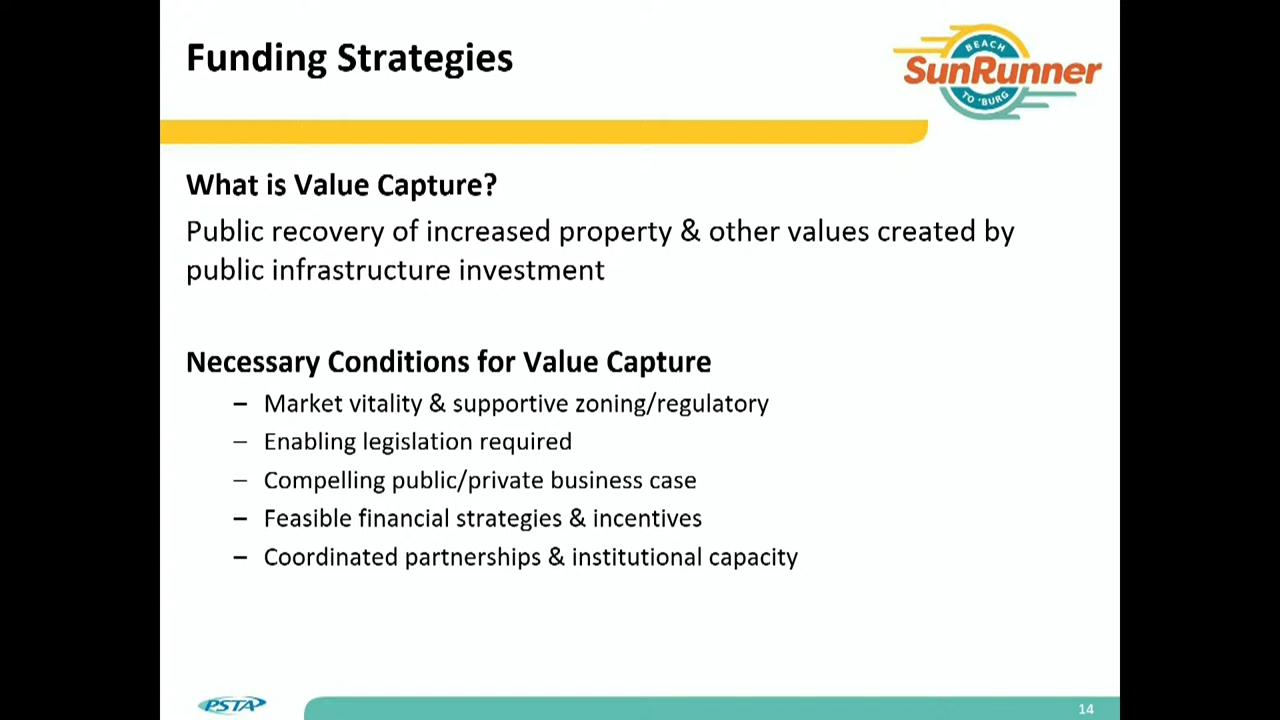 Funding Strategies
BEACH
SunRunner
TO 'BURG
What is Value Capture?
Public recovery of increased property & other values created by
public infrastructure investment
Necessary Conditions for Value Capture
– Market vitality & supportive zoning/regulatory
– Enabling legislation required
– Compelling public/private business case
– Feasible financial strategies & incentives
– Coordinated partnerships & institutional capacity
PSTA
14